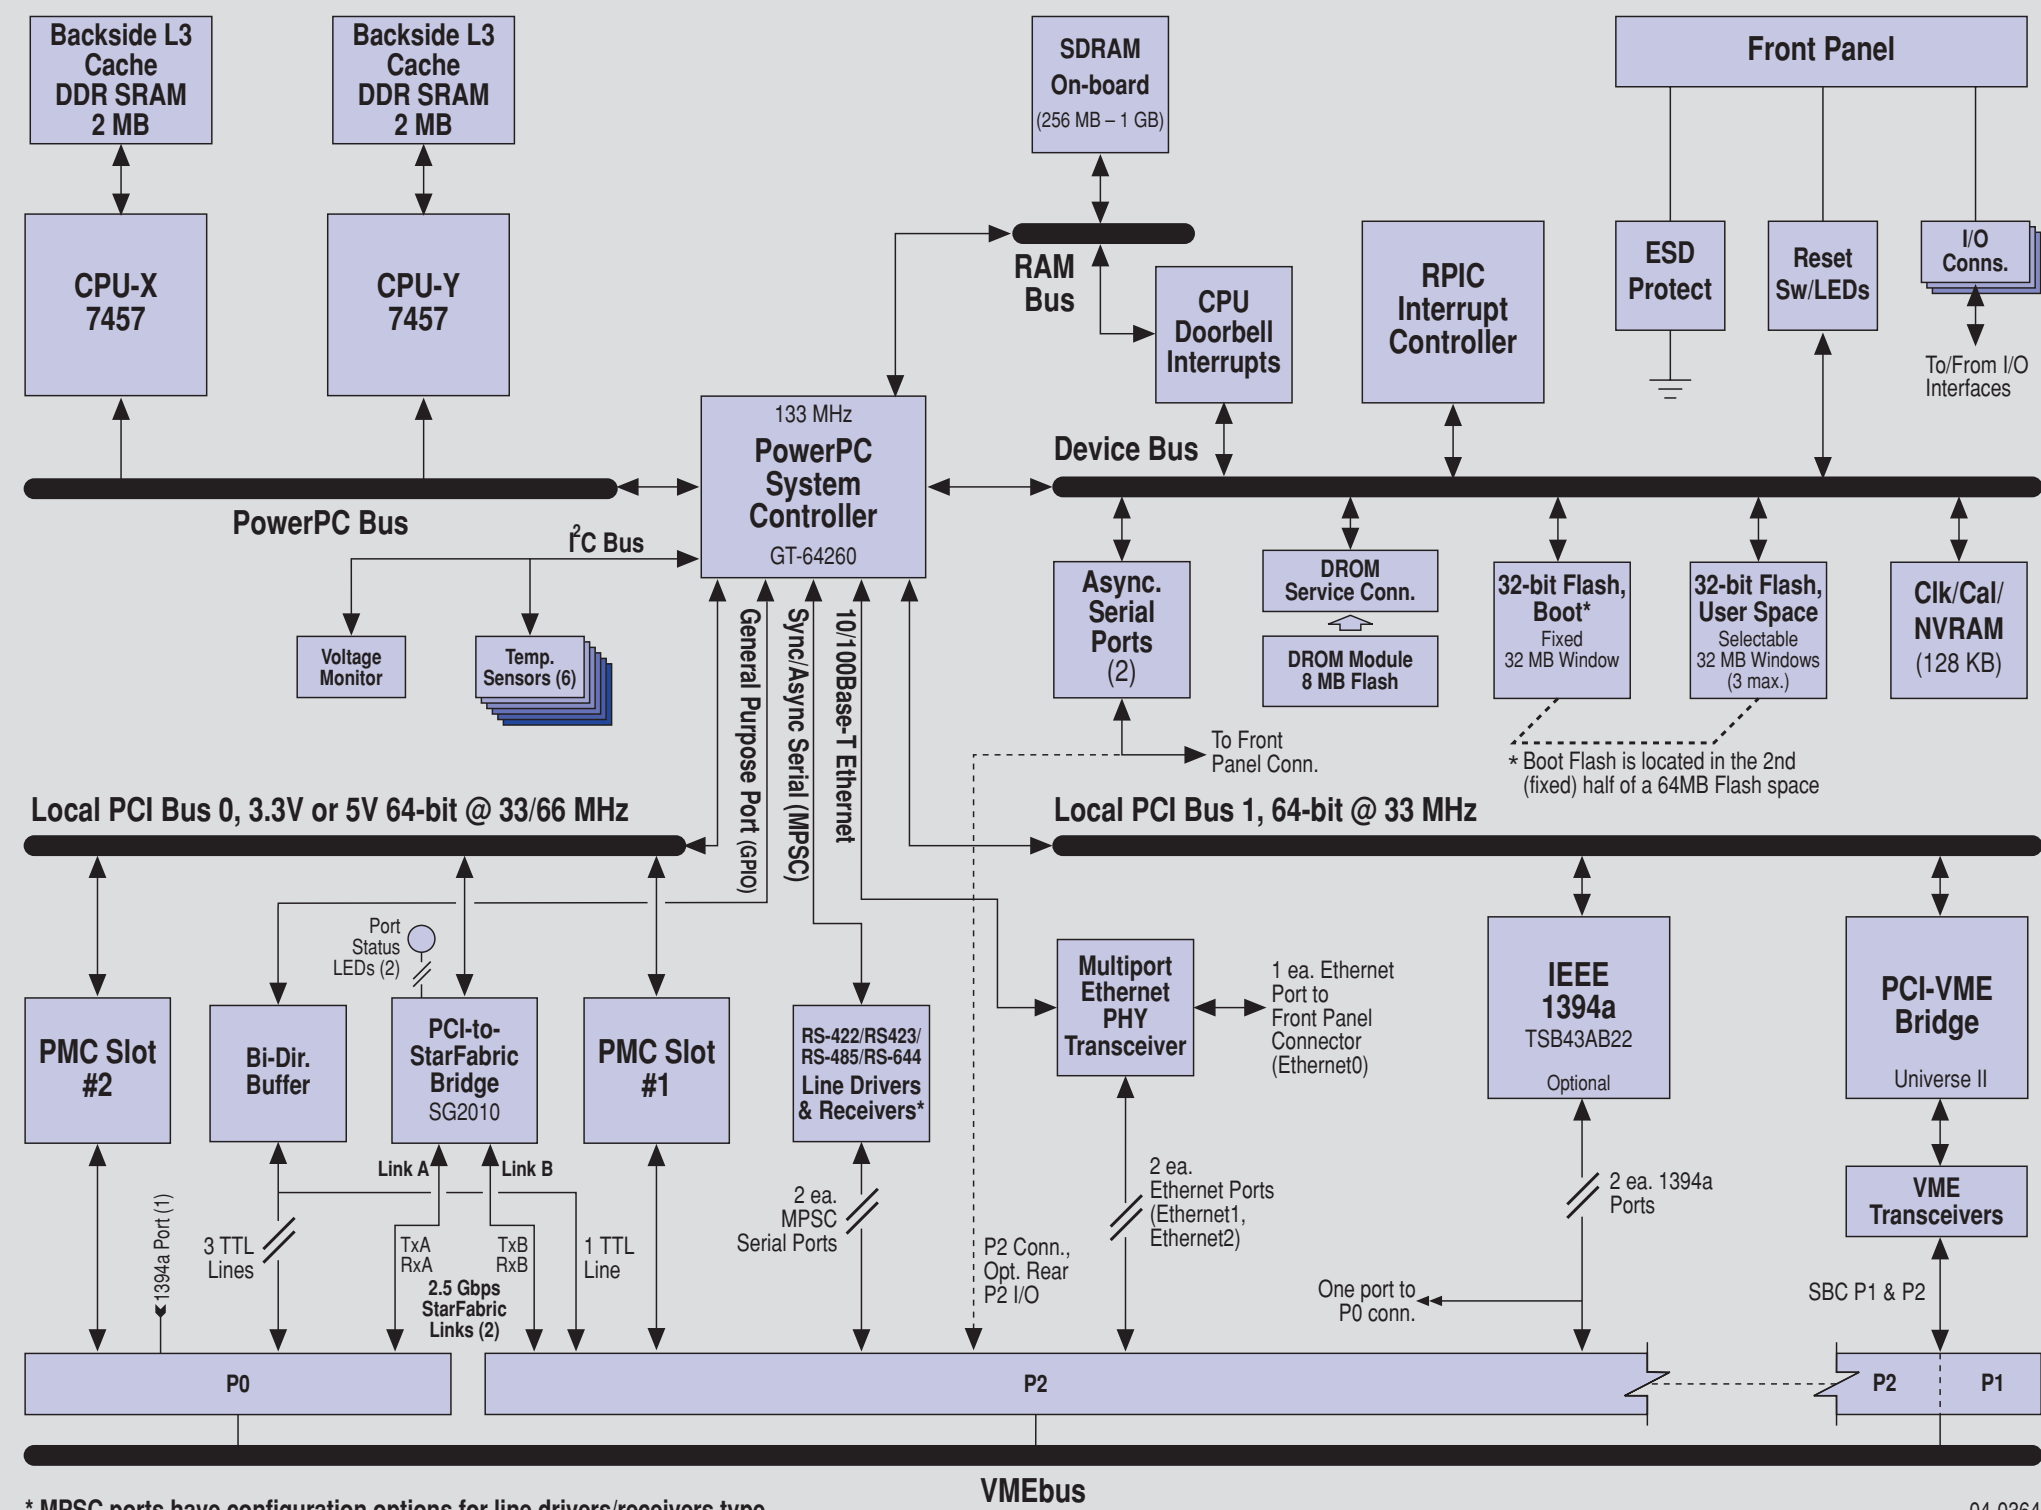 Backside L3
Cache
DDR SRAM
2 MB
Backside L3
Cache
DDR SRAM
2 MB
SDRAM
On-board
(256 MB – 1 GB)
Front Panel
CPU-X
7457
CPU-Y
7457
RAM
Bus
CPU
Doorbell
Interrupts
RPIC
Interrupt
Controller
ESD
Protect
Reset
Sw/LEDs
I/O
Conns.
To/From I/O
Interfaces
133 MHz
PowerPC
System
Controller
GT-64260
Device Bus
PowerPC Bus
I2C Bus
Voltage
Monitor
Temp.
Sensors (6)
General Purpose Port (GPIO)
Sync/Async Serial (MPSC)
10/100Base-T Ethernet
Async.
Serial
Ports
(2)
DROM
Service Conn.
DROM Module
8 MB Flash
32-bit Flash,
Boot*
Fixed
32 MB Window
32-bit Flash,
User Space
Selectable
32 MB Windows
(3 max.)
Clk/Cal/
NVRAM
(128 KB)
To Front
Panel Conn.
* Boot Flash is located in the 2nd
(fixed) half of a 64MB Flash space
Local PCI Bus 0, 3.3V or 5V 64-bit @ 33/66 MHz
Local PCI Bus 1, 64-bit @ 33 MHz
Port
Status
LEDs (2)
PMC Slot
#2
Bi-Dir.
Buffer
PCI-to-
StarFabric
Bridge
SG2010
PMC Slot
#1
RS-422/RS423/
RS-485/RS-644
Line Drivers
& Receivers*
Multiport
Ethernet
PHY
Transceiver
1 ea. Ethernet
Port to
Front Panel
Connector
(Ethernet0)
IEEE
1394a
TSB43AB22
Optional
PCI-VME
Bridge
Universe II
Link A
Link B
1394a Port (1)
3 TTL
Lines
TxA
RxA
TxB
RxB
2.5 Gbps
StarFabric
Links (2)
1 TTL
Line
2 ea.
MPSC
Serial Ports
P2 Conn.,
Opt. Rear
P2 I/O
2 ea.
Ethernet Ports
(Ethernet1,
Ethernet2)
2 ea. 1394a
Ports
One port to
P0 conn.
VME
Transceivers
SBC P1 & P2
P0
P2
P2
P1
VMEbus
* MPSC ports have configuration options for line drivers/receivers type
04-0364